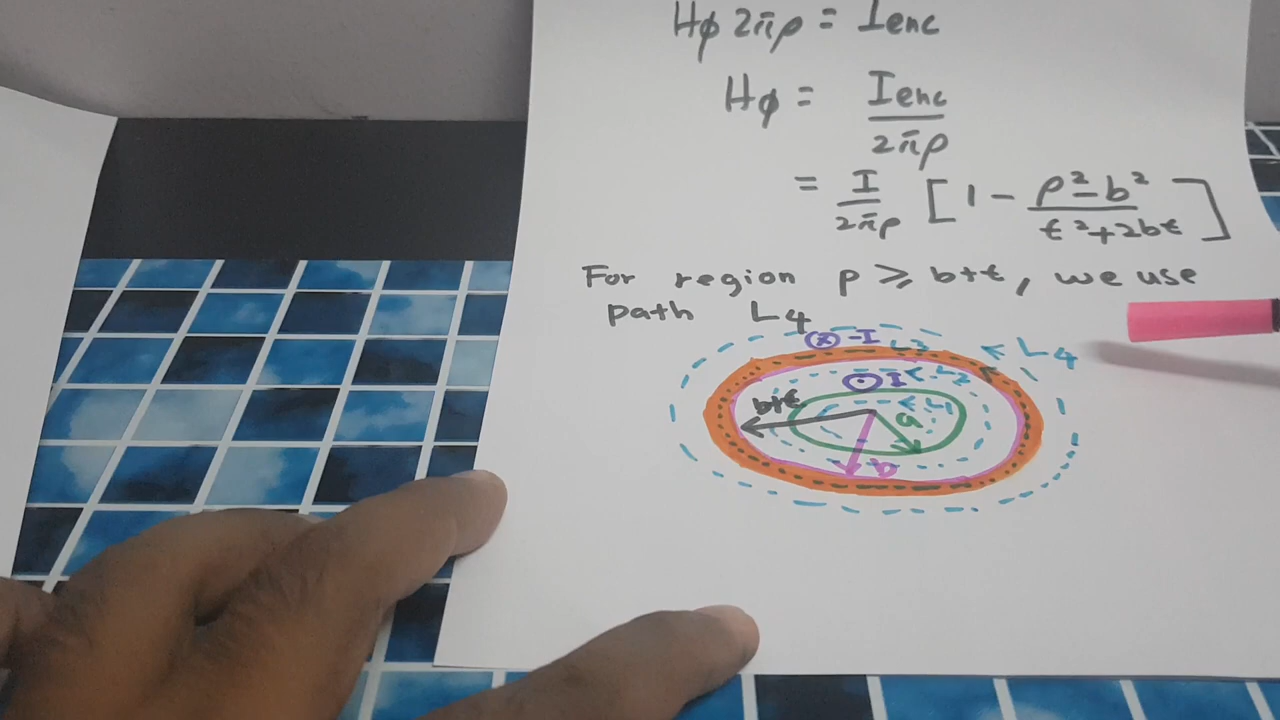 Hϕ 2πρ = Ienc
Hϕ = Ienc / 2πρ
= I / 2πρ [1 - ρ² - b² / t² + 2bt]
For region ρ ≥ b+t, we use
path L4
⊗ -I L3 L4
⊙ I L2
b+t L1
a
b